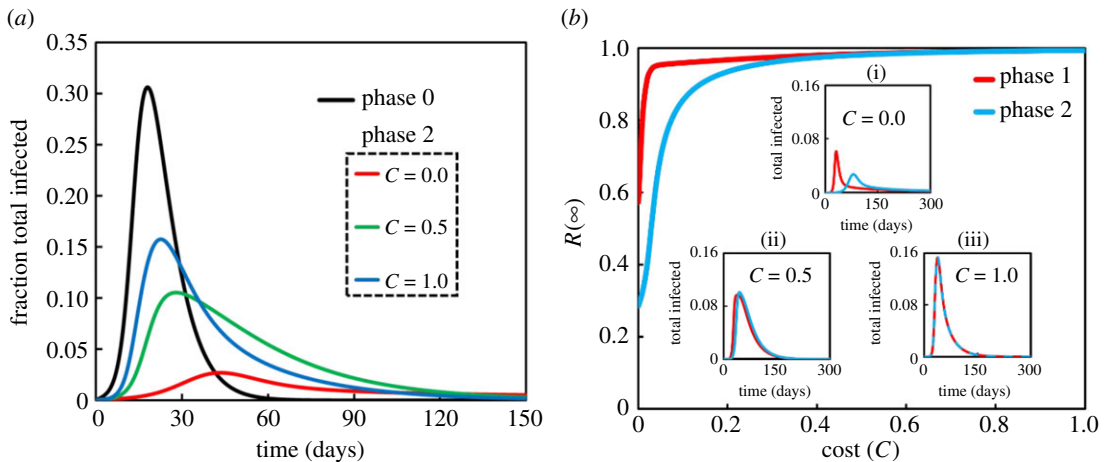 (a)
0.35
0.30
0.25
0.20
0.15
0.10
0.05
0
fraction total infected
phase 0
phase 2
C = 0.0
C = 0.5
C = 1.0
0 30 60 90 120 150
time (days)
(b)
1.0
0.8
0.6
0.4
0.2
0
R(∞)
phase 1
phase 2
(i)
0.16
0.08
0
total infected
C = 0.0
0 150 300
time (days)
(ii)
0.16
0.08
0
total infected
C = 0.5
0 150 300
time (days)
(iii)
0.16
0.08
0
total infected
C = 1.0
0 150 300
time (days)
0 0.2 0.4 0.6 0.8 1.0
cost (C)